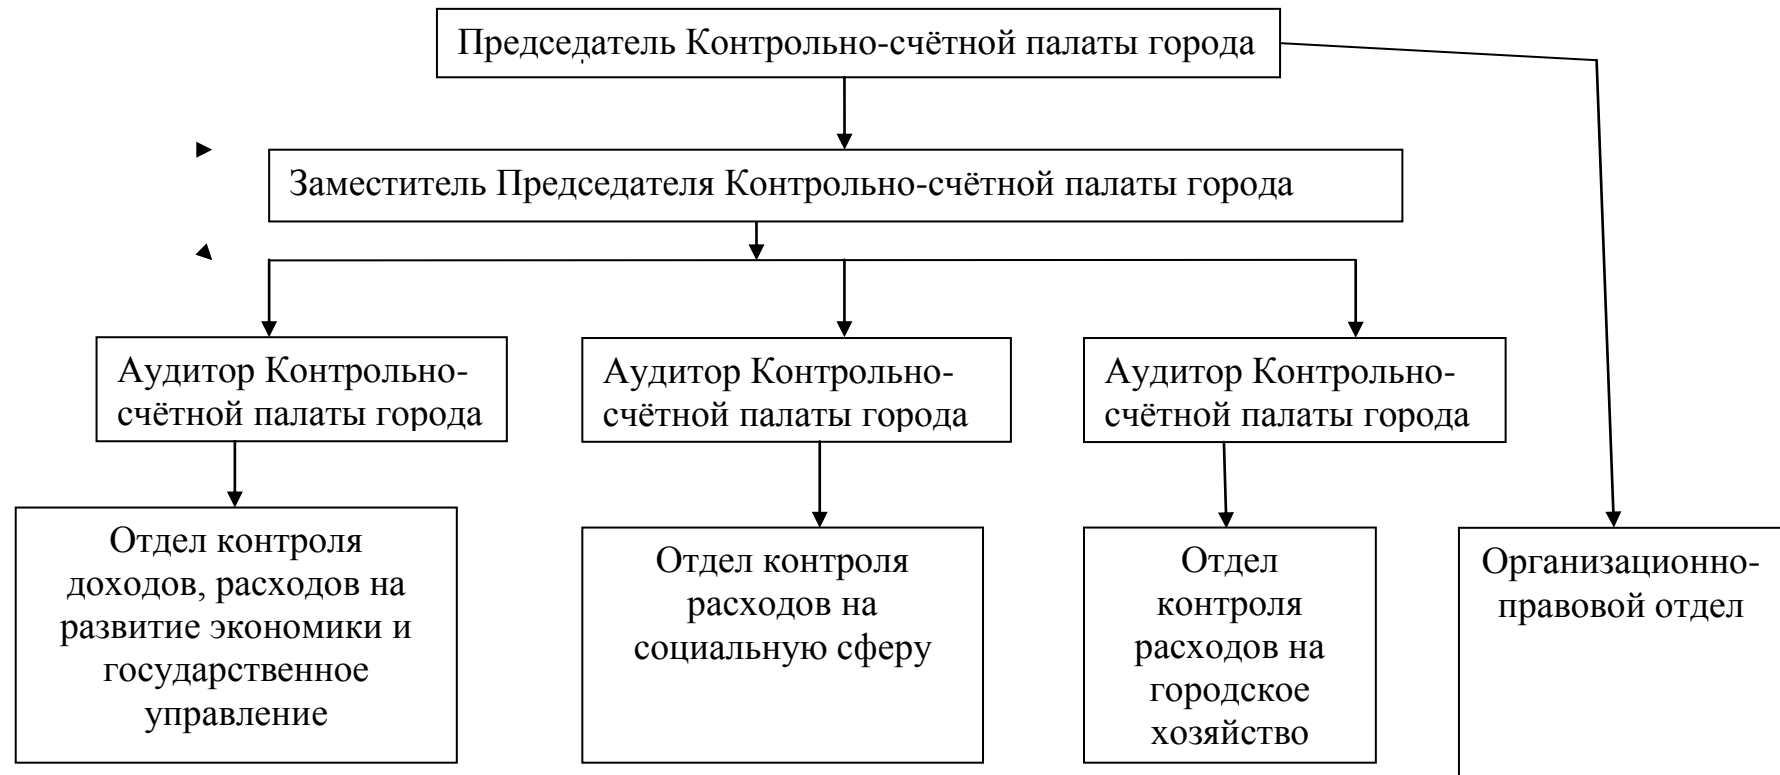 Председатель Контрольно-счётной палаты города
Заместитель Председателя Контрольно-счётной палаты города
Аудитор Контрольно-
счётной палаты города
Аудитор Контрольно-
счётной палаты города
Аудитор Контрольно-
счётной палаты города
Отдел контроля
доходов, расходов на
развитие экономики и
государственное
управление
Отдел контроля
расходов на
социальную сферу
Отдел
контроля
расходов на
городское
хозяйство
Организационно-
правовой отдел